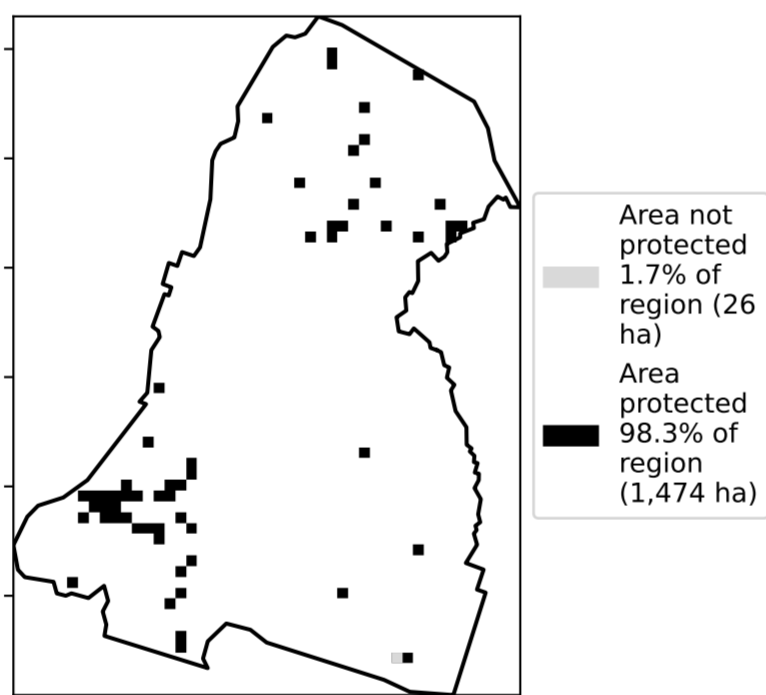 Area not
protected
1.7% of
region (26
ha)
Area
protected
98.3% of
region
(1,474 ha)